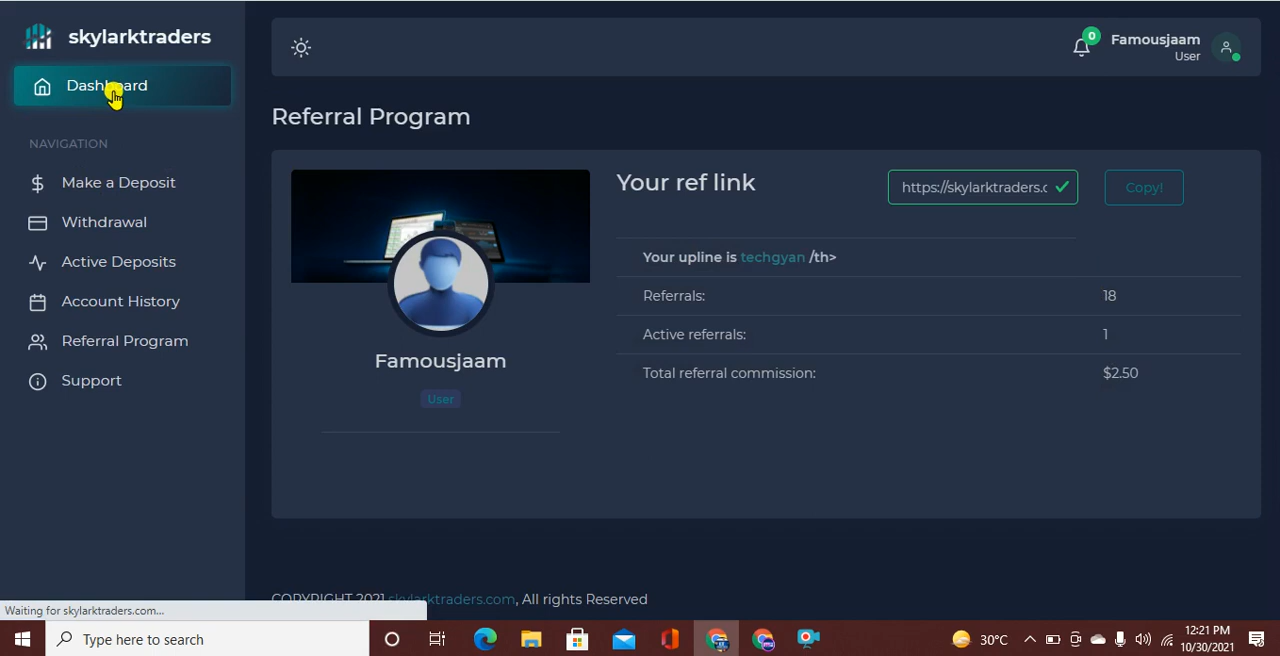 skylarktraders
0
Famousjaam
User
Dashboard
Referral Program
NAVIGATION
Make a Deposit
Withdrawal
Active Deposits
Account History
Referral Program
Support
Your ref link
https://skylarktraders.c
Copy!
Your upline is techgyan /th>
Referrals: 18
Active referrals: 1
Total referral commission: $2.50
Famousjaam
User
COPYRIGHT 2021 skylarktraders.com, All rights Reserved
Waiting for skylarktraders.com...
Type here to search
30°C
12:21 PM
10/30/2021